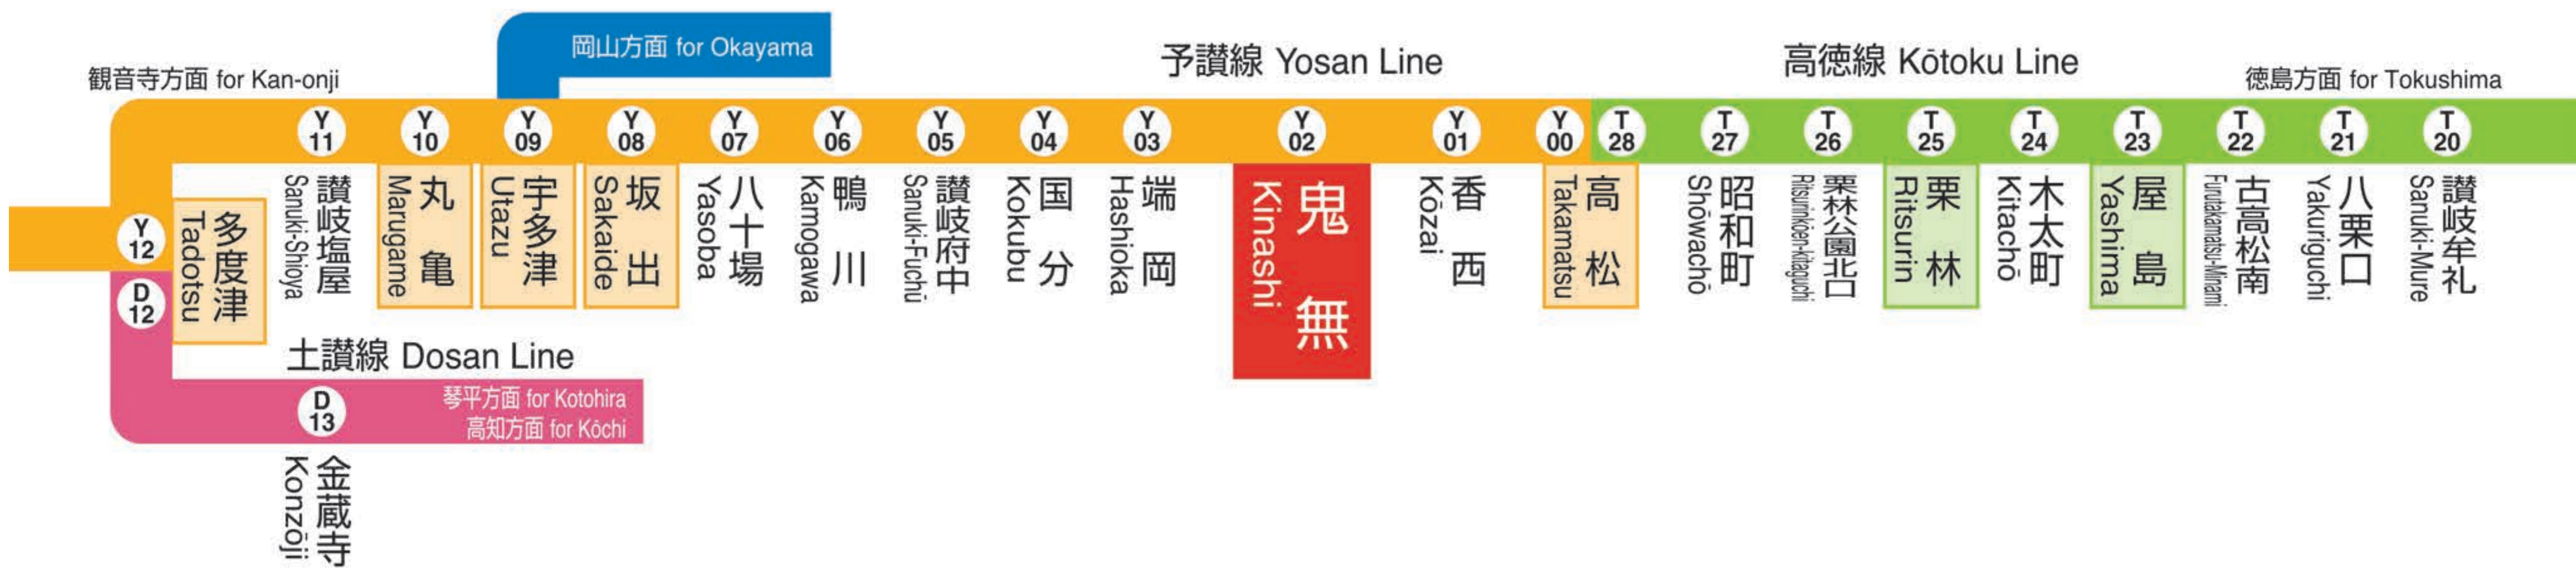 岡山方面 for Okayama
観音寺方面 for Kan-onji
予讃線 Yosan Line
高徳線 Kōtoku Line
徳島方面 for Tokushima
Y 12
D 12
多度津 Tadotsu
Y 11
讃岐塩屋 Sanuki-Shioya
Y 10
丸亀 Marugame
Y 09
宇多津 Utazu
Y 08
坂出 Sakaide
Y 07
八十場 Yasoba
Y 06
鴨川 Kamogawa
Y 05
讃岐府中 Sanuki-Fuchū
Y 04
国分 Kokubu
Y 03
端岡 Hashioka
Y 02
鬼無 Kinashi
Y 01
香西 Kōzai
Y 00
T 28
高松 Takamatsu
T 27
昭和町 Shōwachō
T 26
栗林公園北口 Ritsurinkōen-kitaguchi
T 25
栗林 Ritsurin
T 24
木太町 Kitachō
T 23
屋島 Yashima
T 22
古高松南 Furutakamatsu-Minami
T 21
八栗口 Yakuriguchi
T 20
讃岐牟礼 Sanuki-Mure
土讃線 Dosan Line
D 13
琴平方面 for Kotohira
高知方面 for Kōchi
金蔵寺 Konzōji